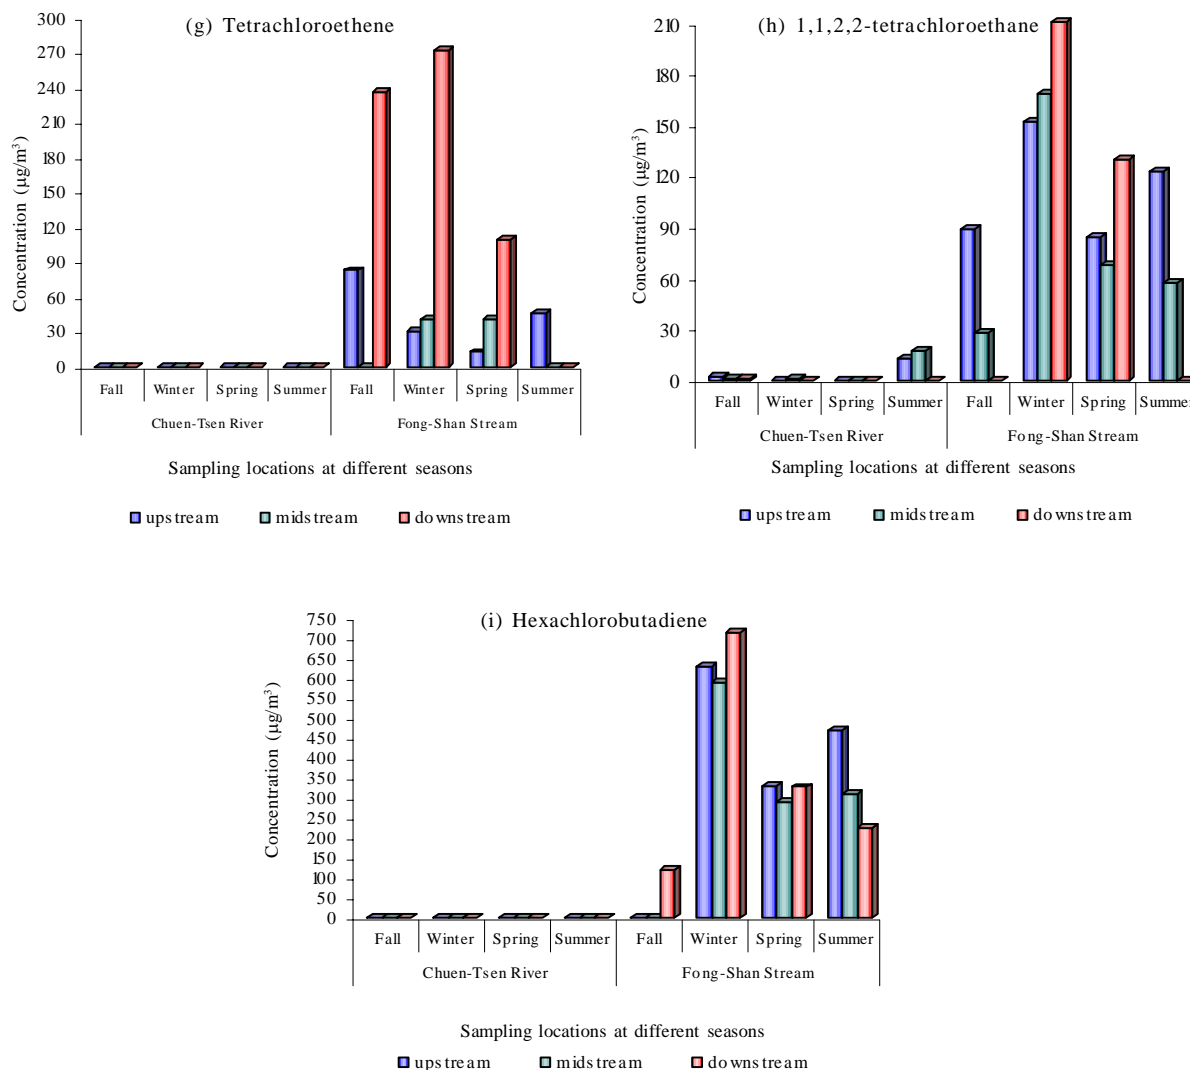 (g) Tetrachloroethene
300
270
240
210
180
150
120
90
60
30
0
Concentration (µg/m³)
Fall Winter Spring Summer Fall Winter Spring Summer
Chuen-Tsen River Fong-Shan Stream
Sampling locations at different seasons
upstream midstream downstream
(h) 1,1,2,2-tetrachloroethane
210
180
150
120
90
60
30
0
Concentration (µg/m³)
Fall Winter Spring Summer Fall Winter Spring Summer
Chuen-Tsen River Fong-Shan Stream
Sampling locations at different seasons
upstream midstream downstream
(i) Hexachlorobutadiene
750
700
650
600
550
500
450
400
350
300
250
200
150
100
50
0
Concentration (µg/m³)
Fall Winter Spring Summer Fall Winter Spring Summer
Chuen-Tsen River Fong-Shan Stream
Sampling locations at different seasons
upstream midstream downstream